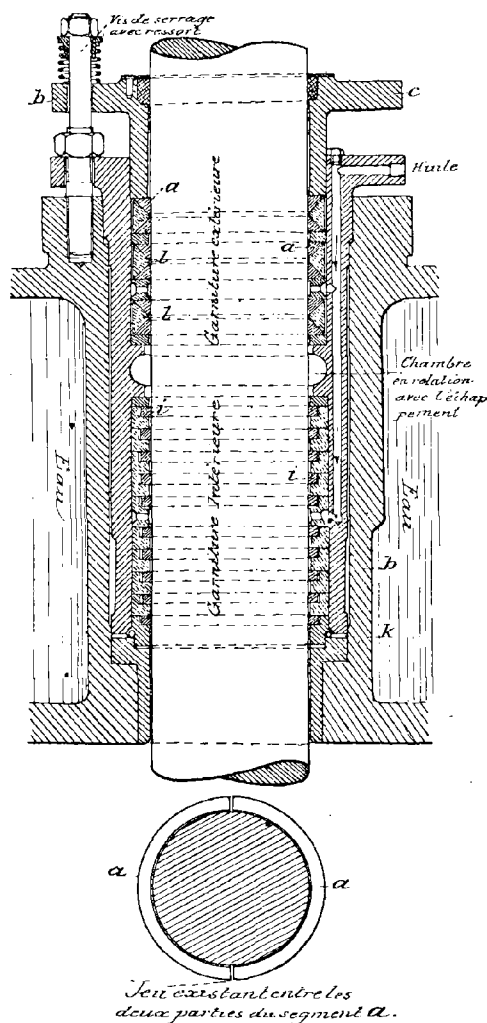 Vis de serrage
avec ressort
b
c
a
Huile
a
l
l
Garniture extérieure
Chambre
en relation
avec l'échap
pement
i
i
Garniture Intérieure
Eau
Eau
b
k
a
a
Jeu existant entre les
deux parties du segment a.